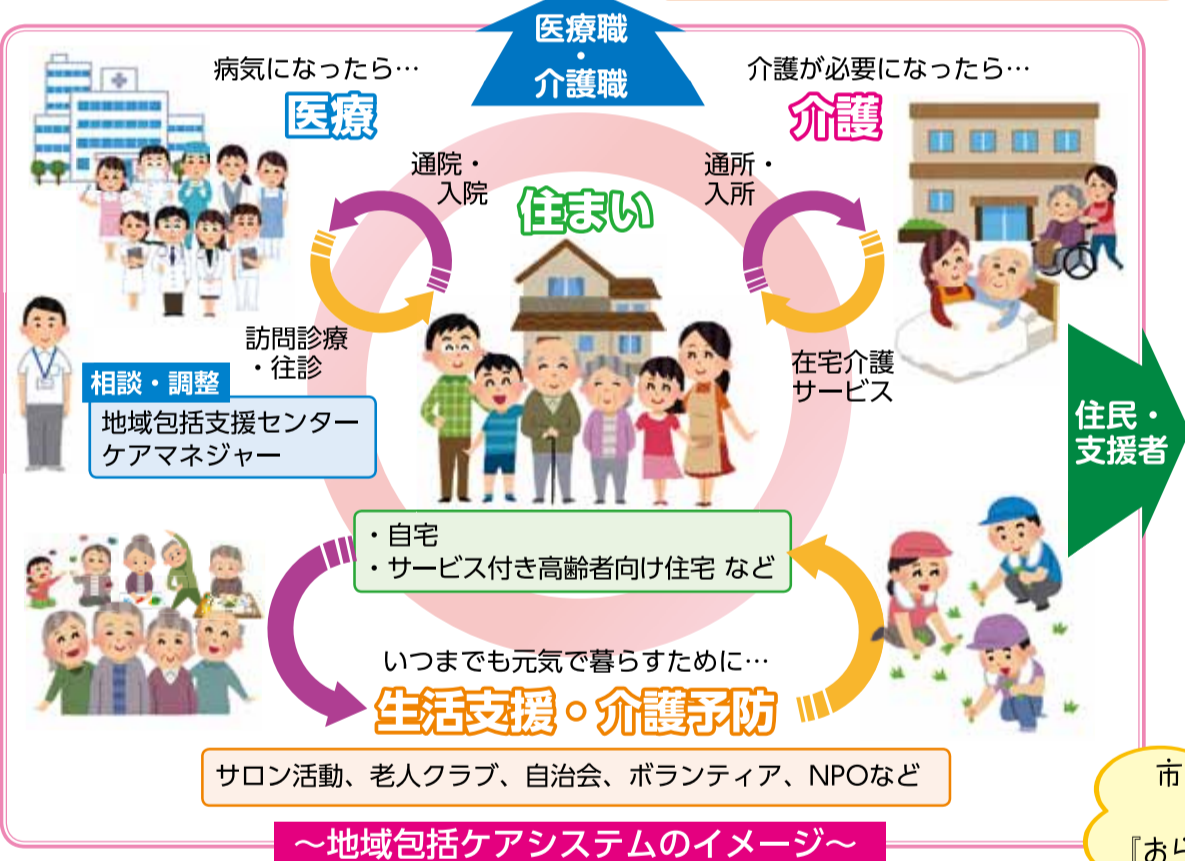 医療職
・
介護職
病気になったら…
医療
介護が必要になったら…
介護
通院・
入院
住まい
通所・
入所
訪問診療
・往診
在宅介護
サービス
相談・調整
地域包括支援センター
ケアマネジャー
住民・
支援者
・自宅
・サービス付き高齢者向け住宅 など
いつまでも元気で暮らすために…
生活支援・介護予防
サロン活動、老人クラブ、自治会、ボランティア、NPOなど
～地域包括ケアシステムのイメージ～
市
『おら